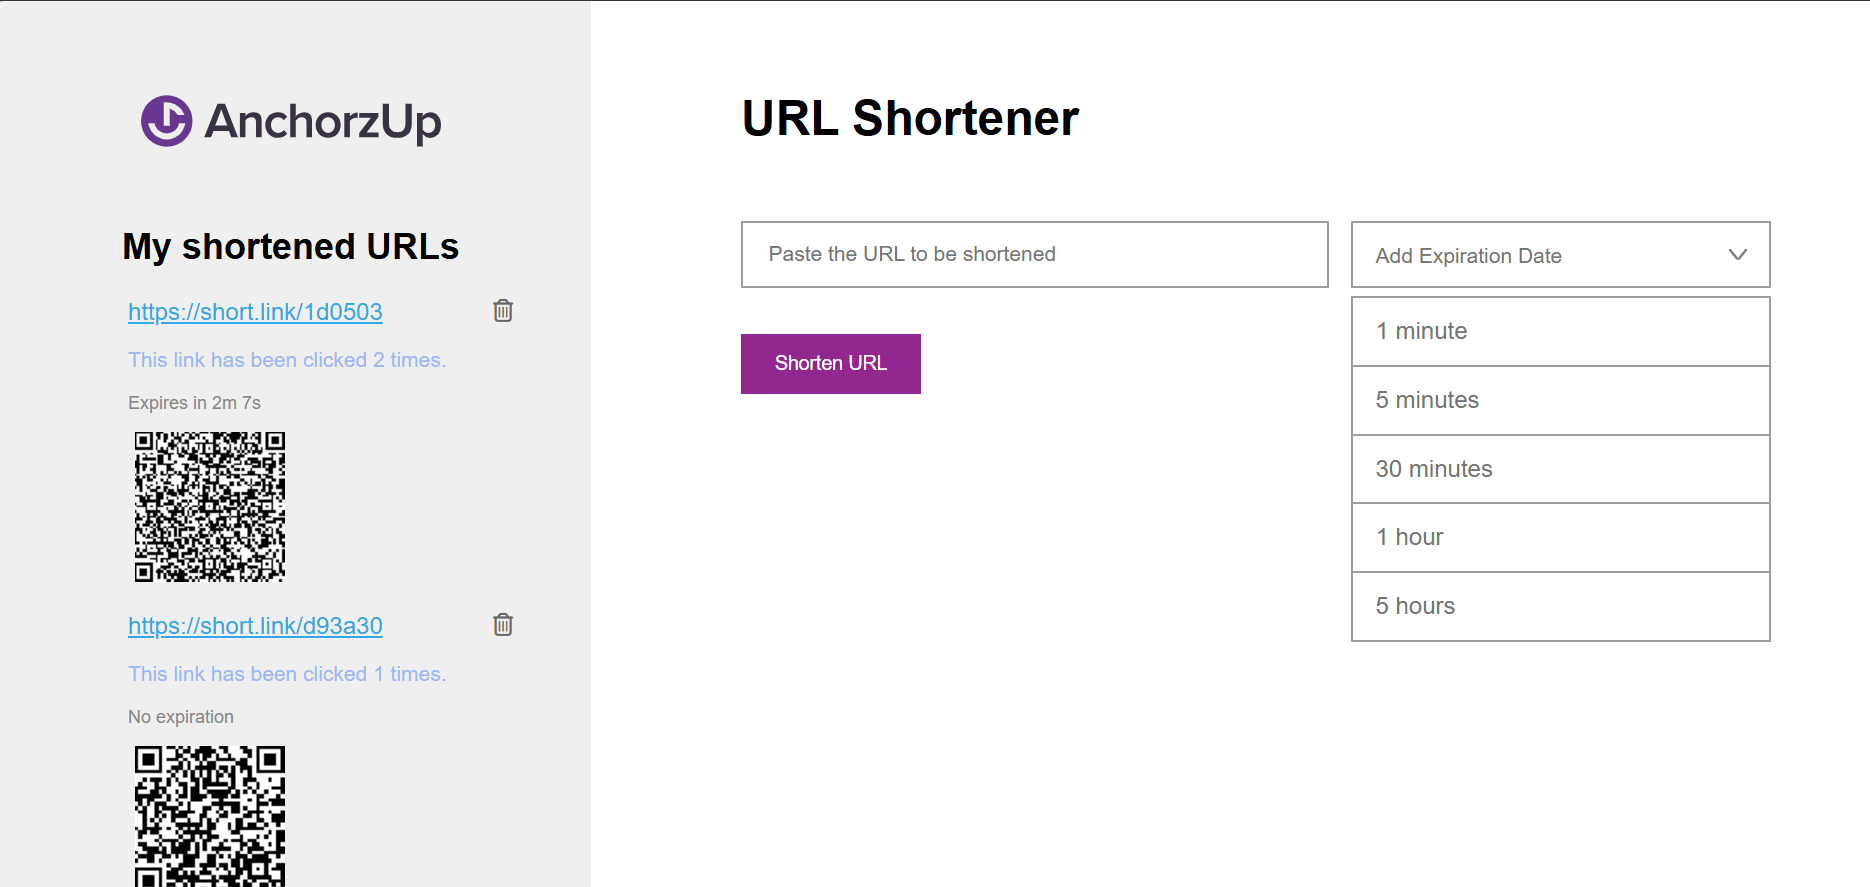 AnchorzUp
My shortened URLs
https://short.link/1d0503
This link has been clicked 2 times.
Expires in 2m 7s
https://short.link/d93a30
This link has been clicked 1 times.
No expiration
URL Shortener
Paste the URL to be shortened
Add Expiration Date
Shorten URL
1 minute
5 minutes
30 minutes
1 hour
5 hours